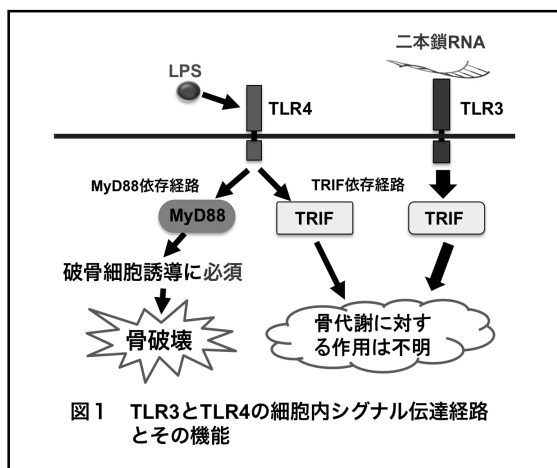 二本鎖RNA
LPS
TLR4
TLR3
MyD88依存経路
TRIF依存経路
MyD88
TRIF
TRIF
破骨細胞誘導に必須
骨破壊
骨代謝に対す
る作用は不明
図1 TLR3とTLR4の細胞内シグナル伝達経路
とその機能